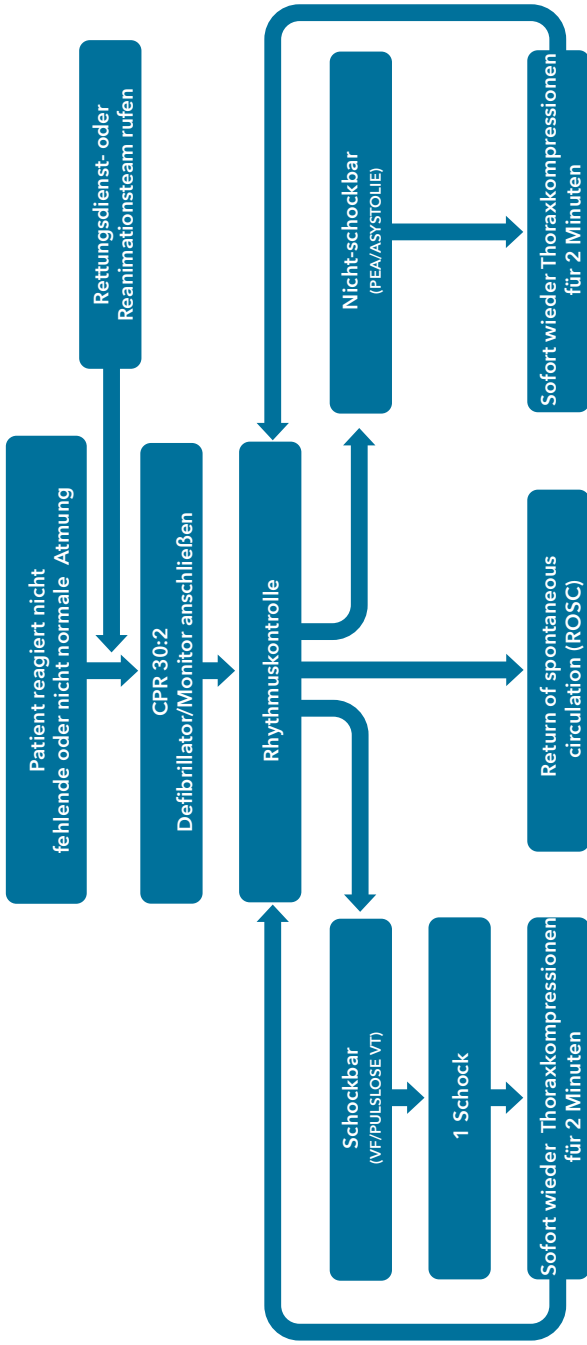 Patient reagiert nicht
fehlende oder nicht normale Atmung
Rettungsdienst- oder
Reanimationsteam rufen
CPR 30:2
Defibrillator/Monitor anschließen
Rhythmuskontrolle
Schockbar
(VF/PULSLOSE VT)
1 Schock
Sofort wieder Thoraxkompressionen
für 2 Minuten
Return of spontaneous
circulation (ROSC)
Nicht-schockbar
(PEA/ASYSTOLIE)
Sofort wieder Thoraxkompressionen
für 2 Minuten